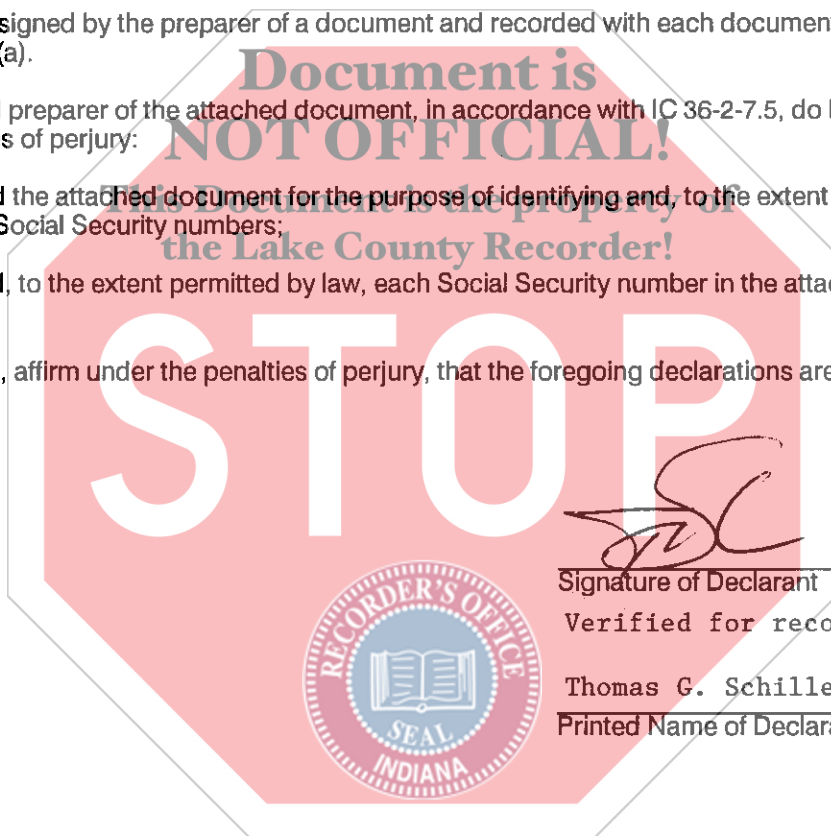 signed by the preparer of a document and recorded with each documen
(a).
Document is
preparer of the attached document, in accordance with IC 36-2-7.5, do
s of perjury:
NOT OFFICIAL!
d the attached document for the purpose of identifying and, to the extent
This Document is the property of
Social Security numbers;
the Lake County Recorder!
, to the extent permitted by law, each Social Security number in the atta
STOP
, affirm under the penalties of perjury, that the foregoing declarations are
Signature of Declarant
Verified for reco
Thomas G. Schille
Printed Name of Declara
RECORDER'S OFFICE
SEAL
INDIANA